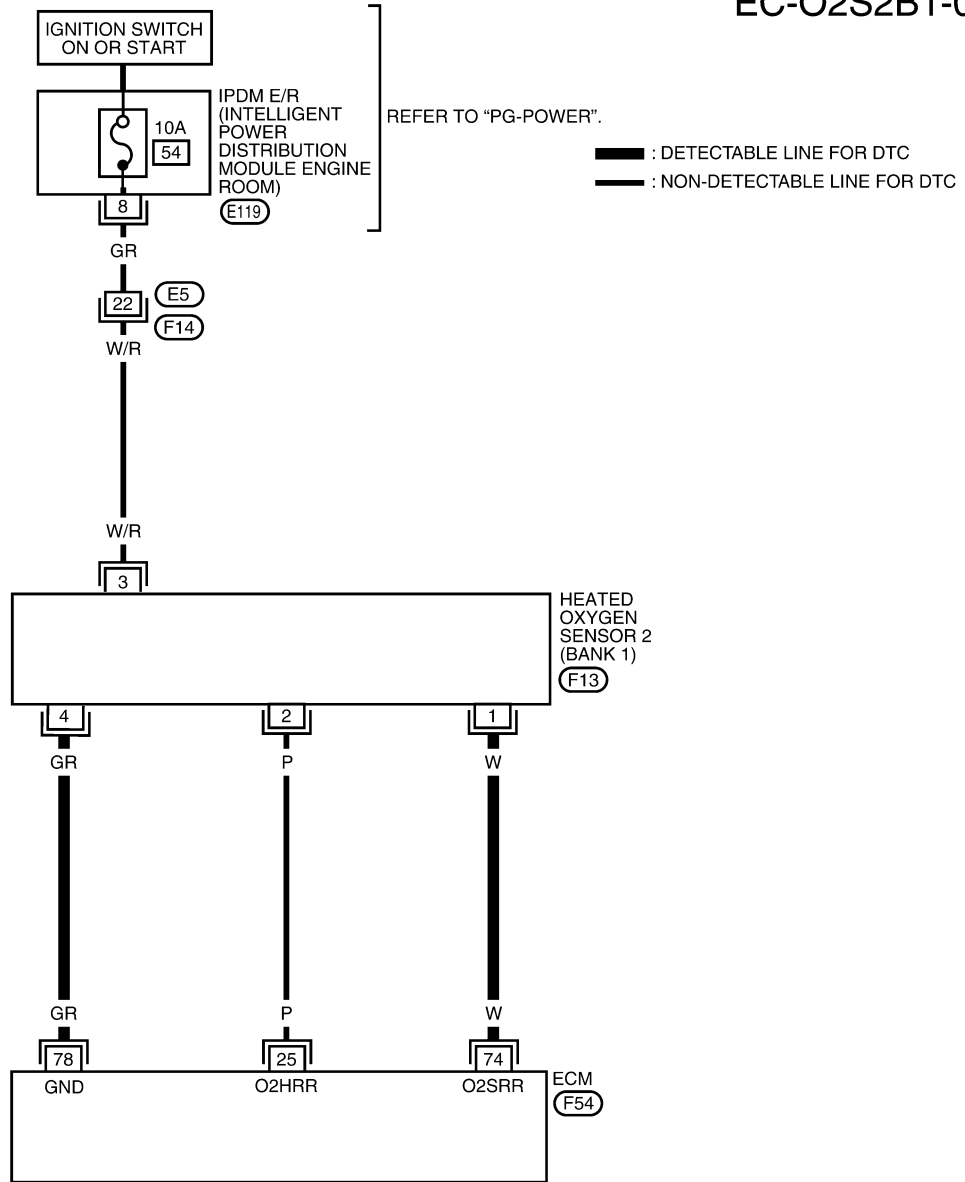 EC-O2S2B1-0
IGNITION SWITCH
ON OR START
IPDM E/R
(INTELLIGENT
POWER
DISTRIBUTION
MODULE ENGINE
ROOM)
E119
10A
54
REFER TO “PG-POWER”.
: DETECTABLE LINE FOR DTC
: NON-DETECTABLE LINE FOR DTC
8
GR
22
E5
F14
W/R
W/R
3
HEATED
OXYGEN
SENSOR 2
(BANK 1)
F13
4 2 1
GR P W
GR P W
78 25 74
GND O2HRR O2SRR
ECM
F54